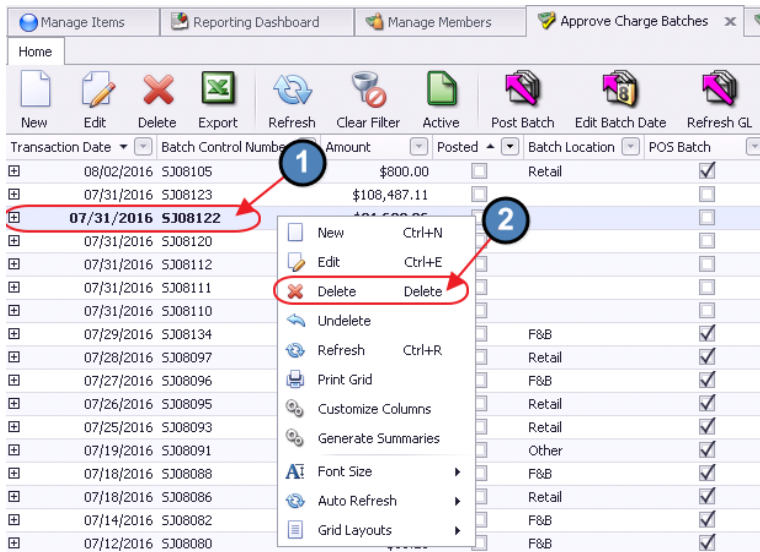 Manage Items Reporting Dashboard Manage Members Approve Charge Batches x
Home
New Edit Delete Export Refresh Clear Filter Active Post Batch Edit Batch Date Refresh GL
Transaction Date Batch Control Amount Posted Batch Location POS Batch
1
08/02/2016 SJ08105 $800.00 Retail
07/31/2016 SJ08123 $108,487.11
07/31/2016 SJ08122
2
07/31/2016 SJ08120
07/31/2016 SJ08112
07/31/2016 SJ08111
07/31/2016 SJ08110
07/29/2016 SJ08134 F&B
07/28/2016 SJ08097 Retail
07/27/2016 SJ08096 F&B
07/26/2016 SJ08095 Retail
07/25/2016 SJ08093 Retail
07/19/2016 SJ08091 Other
07/18/2016 SJ08088 F&B
07/18/2016 SJ08086 Retail
07/14/2016 SJ08082 F&B
07/12/2016 SJ08080 F&B
New Ctrl+N
Edit Ctrl+E
Delete Delete
Undelete
Refresh Ctrl+R
Print Grid
Customize Columns
Generate Summaries
Font Size
Auto Refresh
Grid Layouts